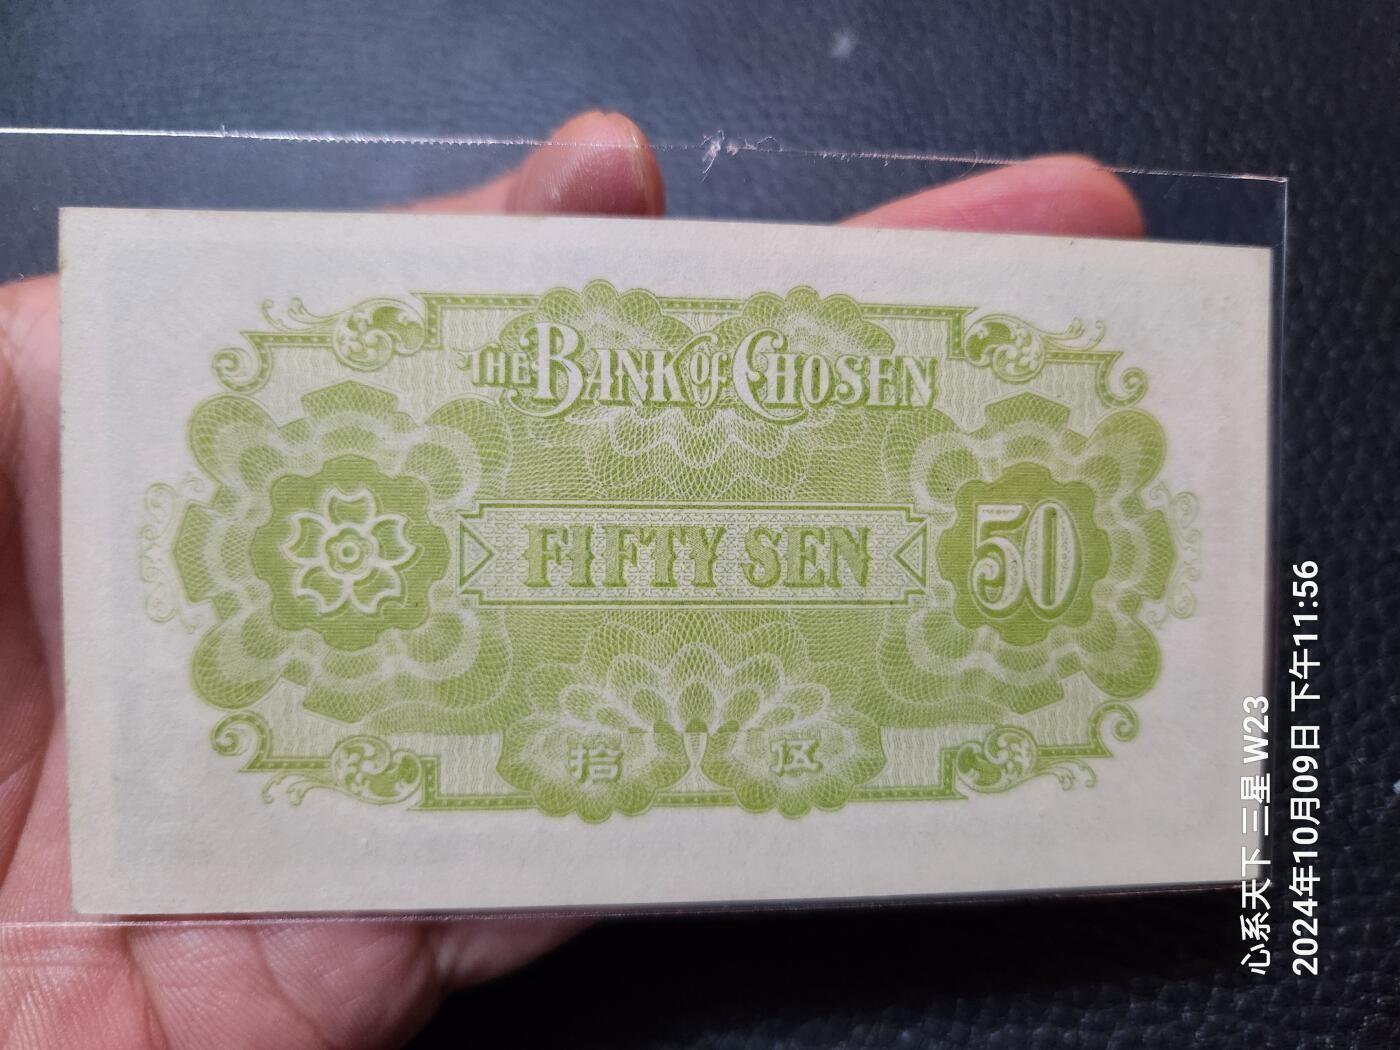 THE BANK OF CHOSEN
FIFTY SEN
50
拾 伍
心系天下 三星 W23
2024年10月09日 下午11:56